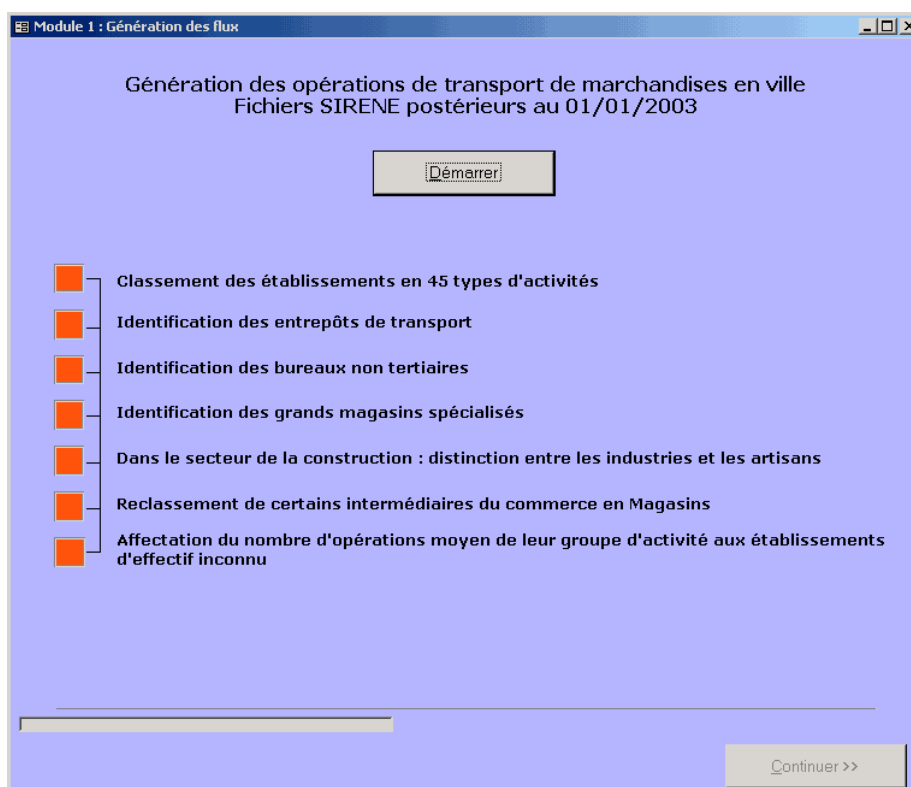 Module 1 : Génération des flux
Génération des opérations de transport de marchandises en ville
Fichiers SIRENE postérieurs au 01/01/2003
Démarrer
Classement des établissements en 45 types d'activités
Identification des entrepôts de transport
Identification des bureaux non tertiaires
Identification des grands magasins spécialisés
Dans le secteur de la construction : distinction entre les industries et les artisans
Reclassement de certains intermédiaires du commerce en Magasins
Affectation du nombre d'opérations moyen de leur groupe d'activité aux établissements
d'effectif inconnu
Continuer >>